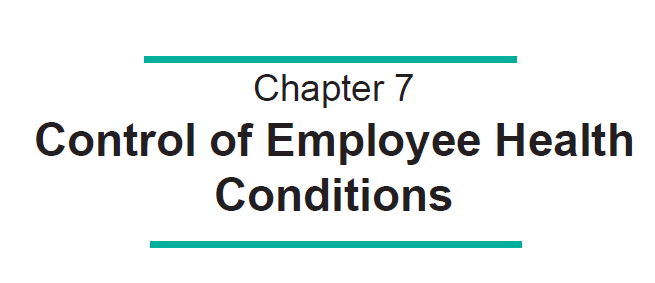 Chapter 7
Control of Employee Health
Conditions